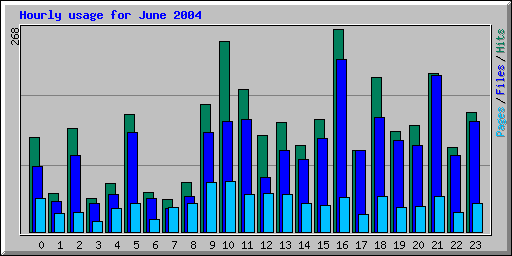 Hourly usage for June 2004
268
Pages / Files / Hits
0 1 2 3 4 5 6 7 8 9 10 11 12 13 14 15 16 17 18 19 20 21 22 23